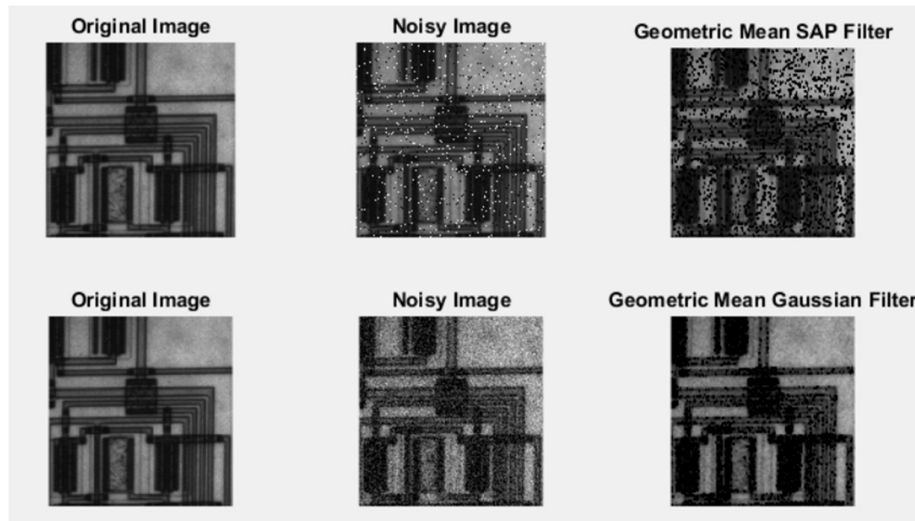 Original Image
Noisy Image
Geometric Mean SAP Filter
Original Image
Noisy Image
Geometric Mean Gaussian Filter